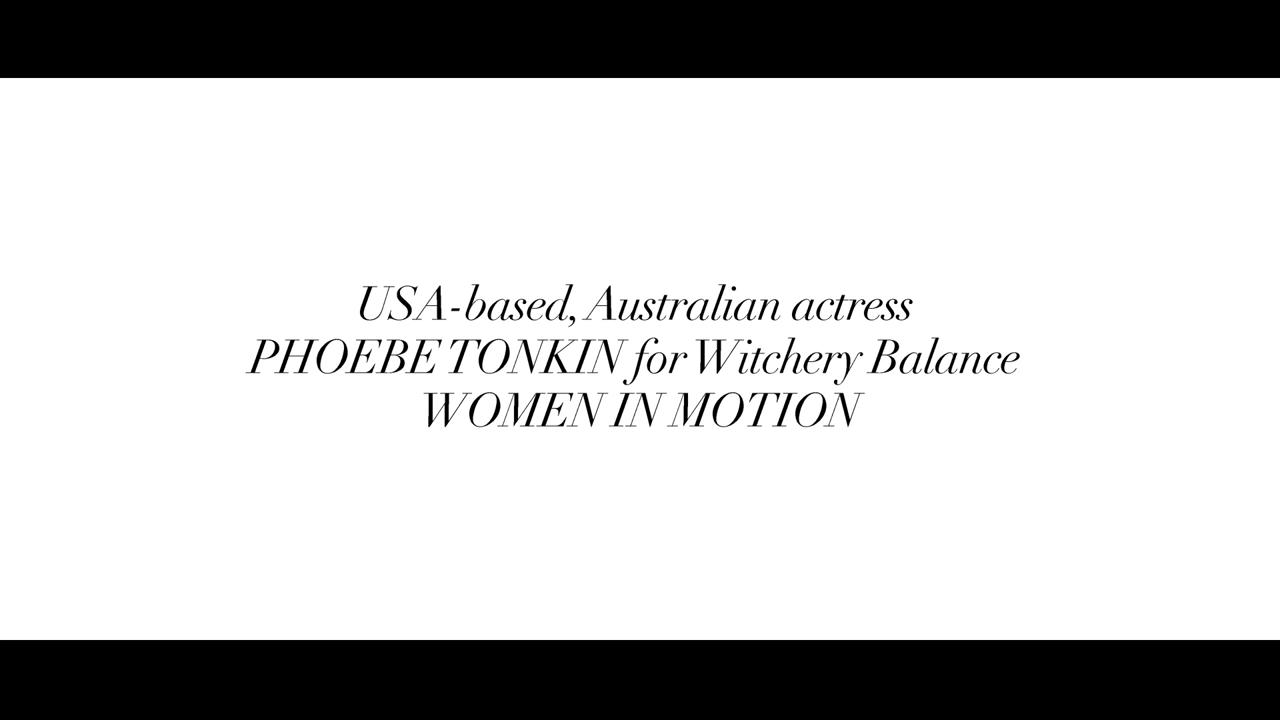 USA-based, Australian actress
PHOEBE TONKIN for Witchery Balance
WOMEN IN MOTION